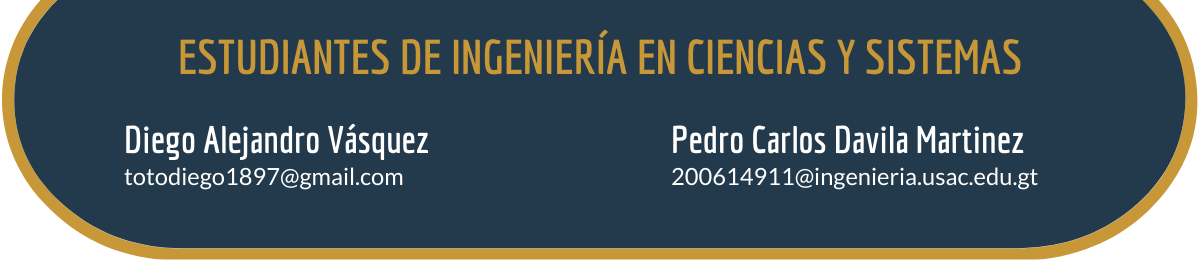 ESTUDIANTES DE INGENIERÍA EN CIENCIAS Y SISTEMAS
Diego Alejandro Vásquez
totodiego1897@gmail.com
Pedro Carlos Davila Martinez
200614911@ingenieria.usac.edu.gt